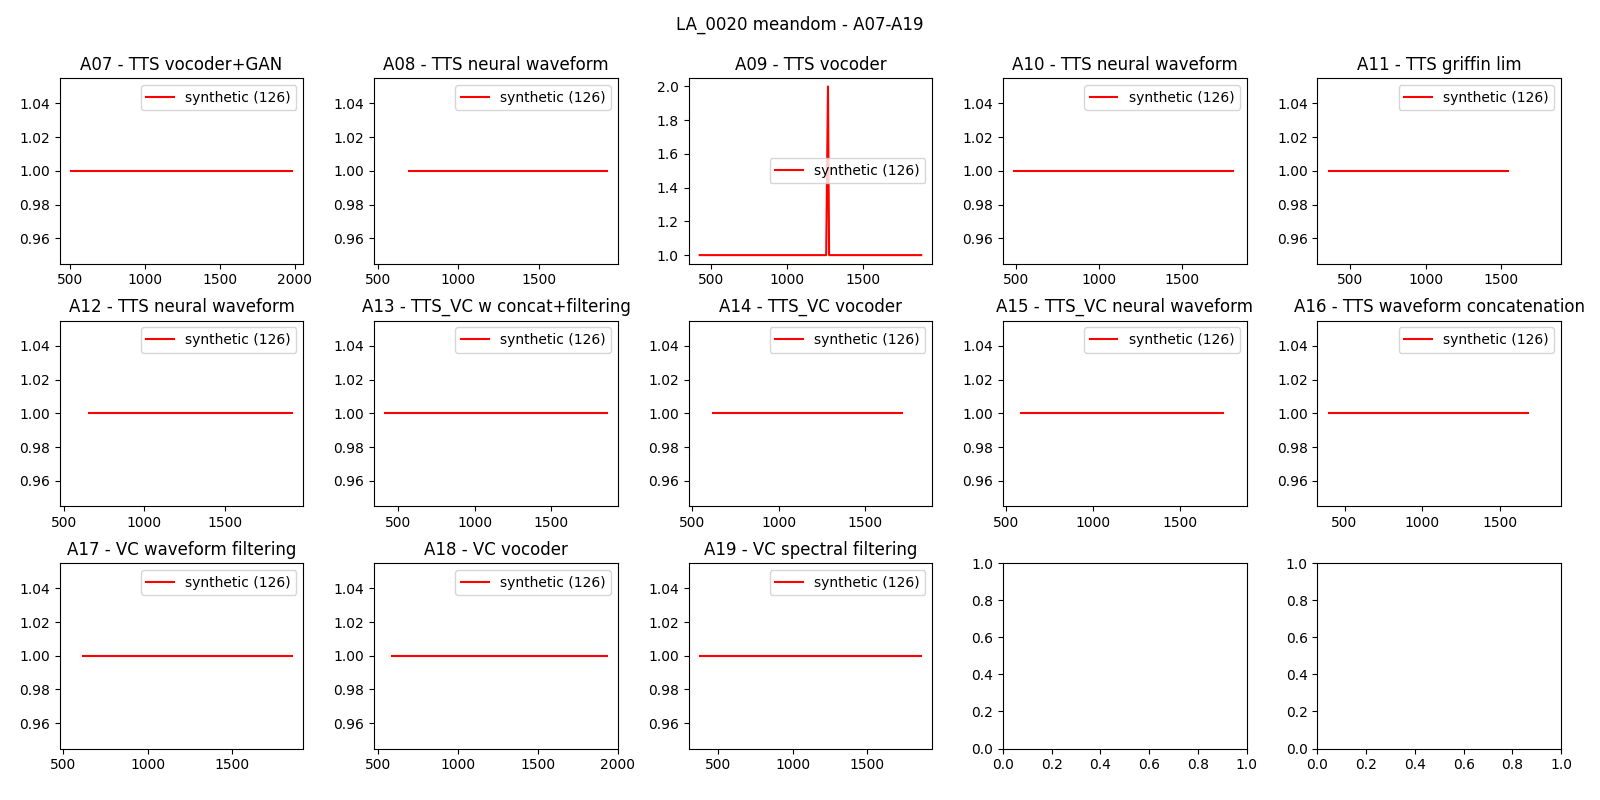 LA_0020 meandom - A07-A19
A07 - TTS vocoder+GAN
A08 - TTS neural waveform
A09 - TTS vocoder
A10 - TTS neural waveform
A11 - TTS griffin lim
synthetic (126)
1.04
1.02
1.00
0.98
0.96
500 1000 1500 2000
synthetic (126)
1.04
1.02
1.00
0.98
0.96
500 1000 1500
synthetic (126)
2.0
1.8
1.6
1.4
1.2
1.0
500 1000 1500
synthetic (126)
1.04
1.02
1.00
0.98
0.96
500 1000 1500
synthetic (126)
1.04
1.02
1.00
0.98
0.96
500 1000 1500
A12 - TTS neural waveform
A13 - TTS_VC w concat+filtering
A14 - TTS_VC vocoder
A15 - TTS_VC neural waveform
A16 - TTS waveform concatenation
synthetic (126)
1.04
1.02
1.00
0.98
0.96
500 1000 1500
synthetic (126)
1.04
1.02
1.00
0.98
0.96
500 1000 1500
synthetic (126)
1.04
1.02
1.00
0.98
0.96
500 1000 1500
synthetic (126)
1.04
1.02
1.00
0.98
0.96
500 1000 1500
synthetic (126)
1.04
1.02
1.00
0.98
0.96
500 1000 1500
A17 - VC waveform filtering
A18 - VC vocoder
A19 - VC spectral filtering
synthetic (126)
1.04
1.02
1.00
0.98
0.96
500 1000 1500
synthetic (126)
1.04
1.02
1.00
0.98
0.96
500 1000 1500 2000
synthetic (126)
1.04
1.02
1.00
0.98
0.96
500 1000 1500
1.0
0.8
0.6
0.4
0.2
0.0
0.0 0.2 0.4 0.6 0.8 1.0
1.0
0.8
0.6
0.4
0.2
0.0
0.0 0.2 0.4 0.6 0.8 1.0